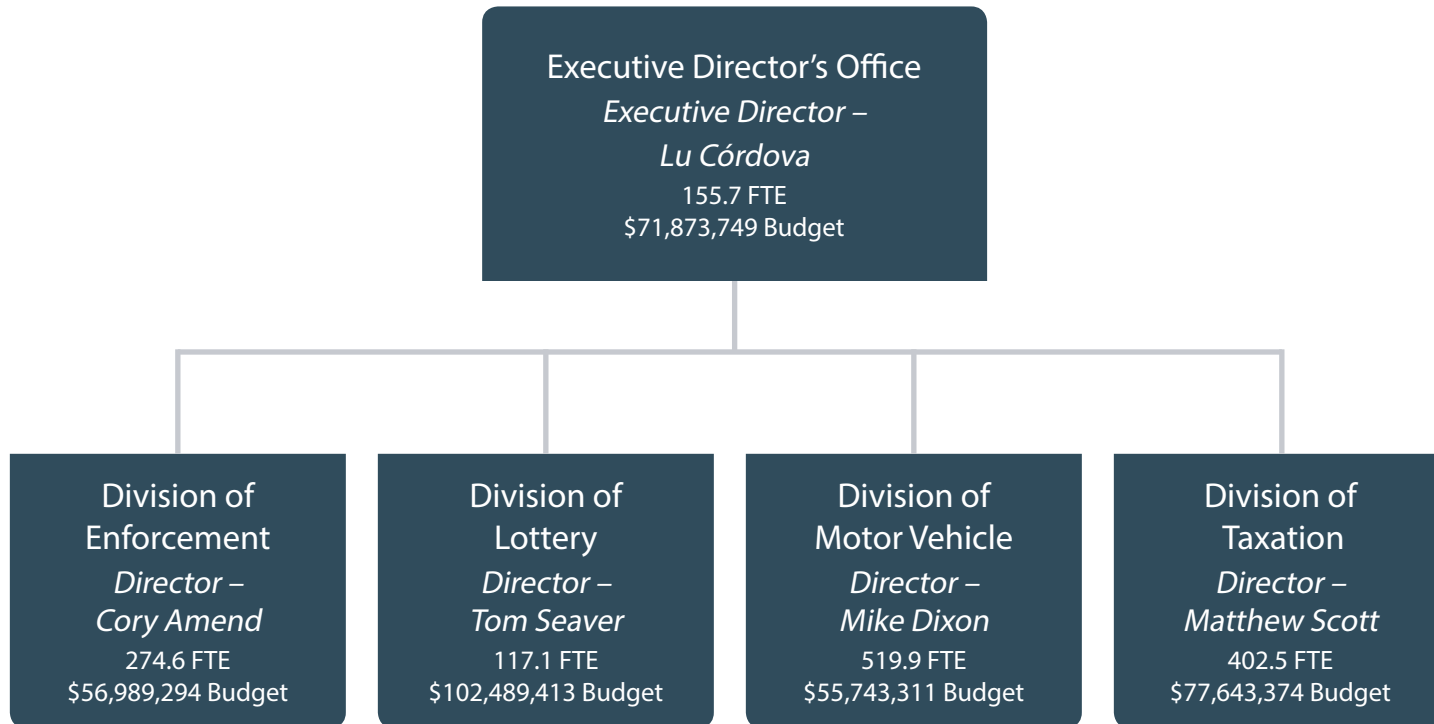 Executive Director’s Office
Executive Director –
Lu Córdova
155.7 FTE
$71,873,749 Budget
Division of
Enforcement
Director –
Cory Amend
274.6 FTE
$56,989,294 Budget
Division of
Lottery
Director –
Tom Seaver
117.1 FTE
$102,489,413 Budget
Division of
Motor Vehicle
Director –
Mike Dixon
519.9 FTE
$55,743,311 Budget
Division of
Taxation
Director –
Matthew Scott
402.5 FTE
$77,643,374 Budget